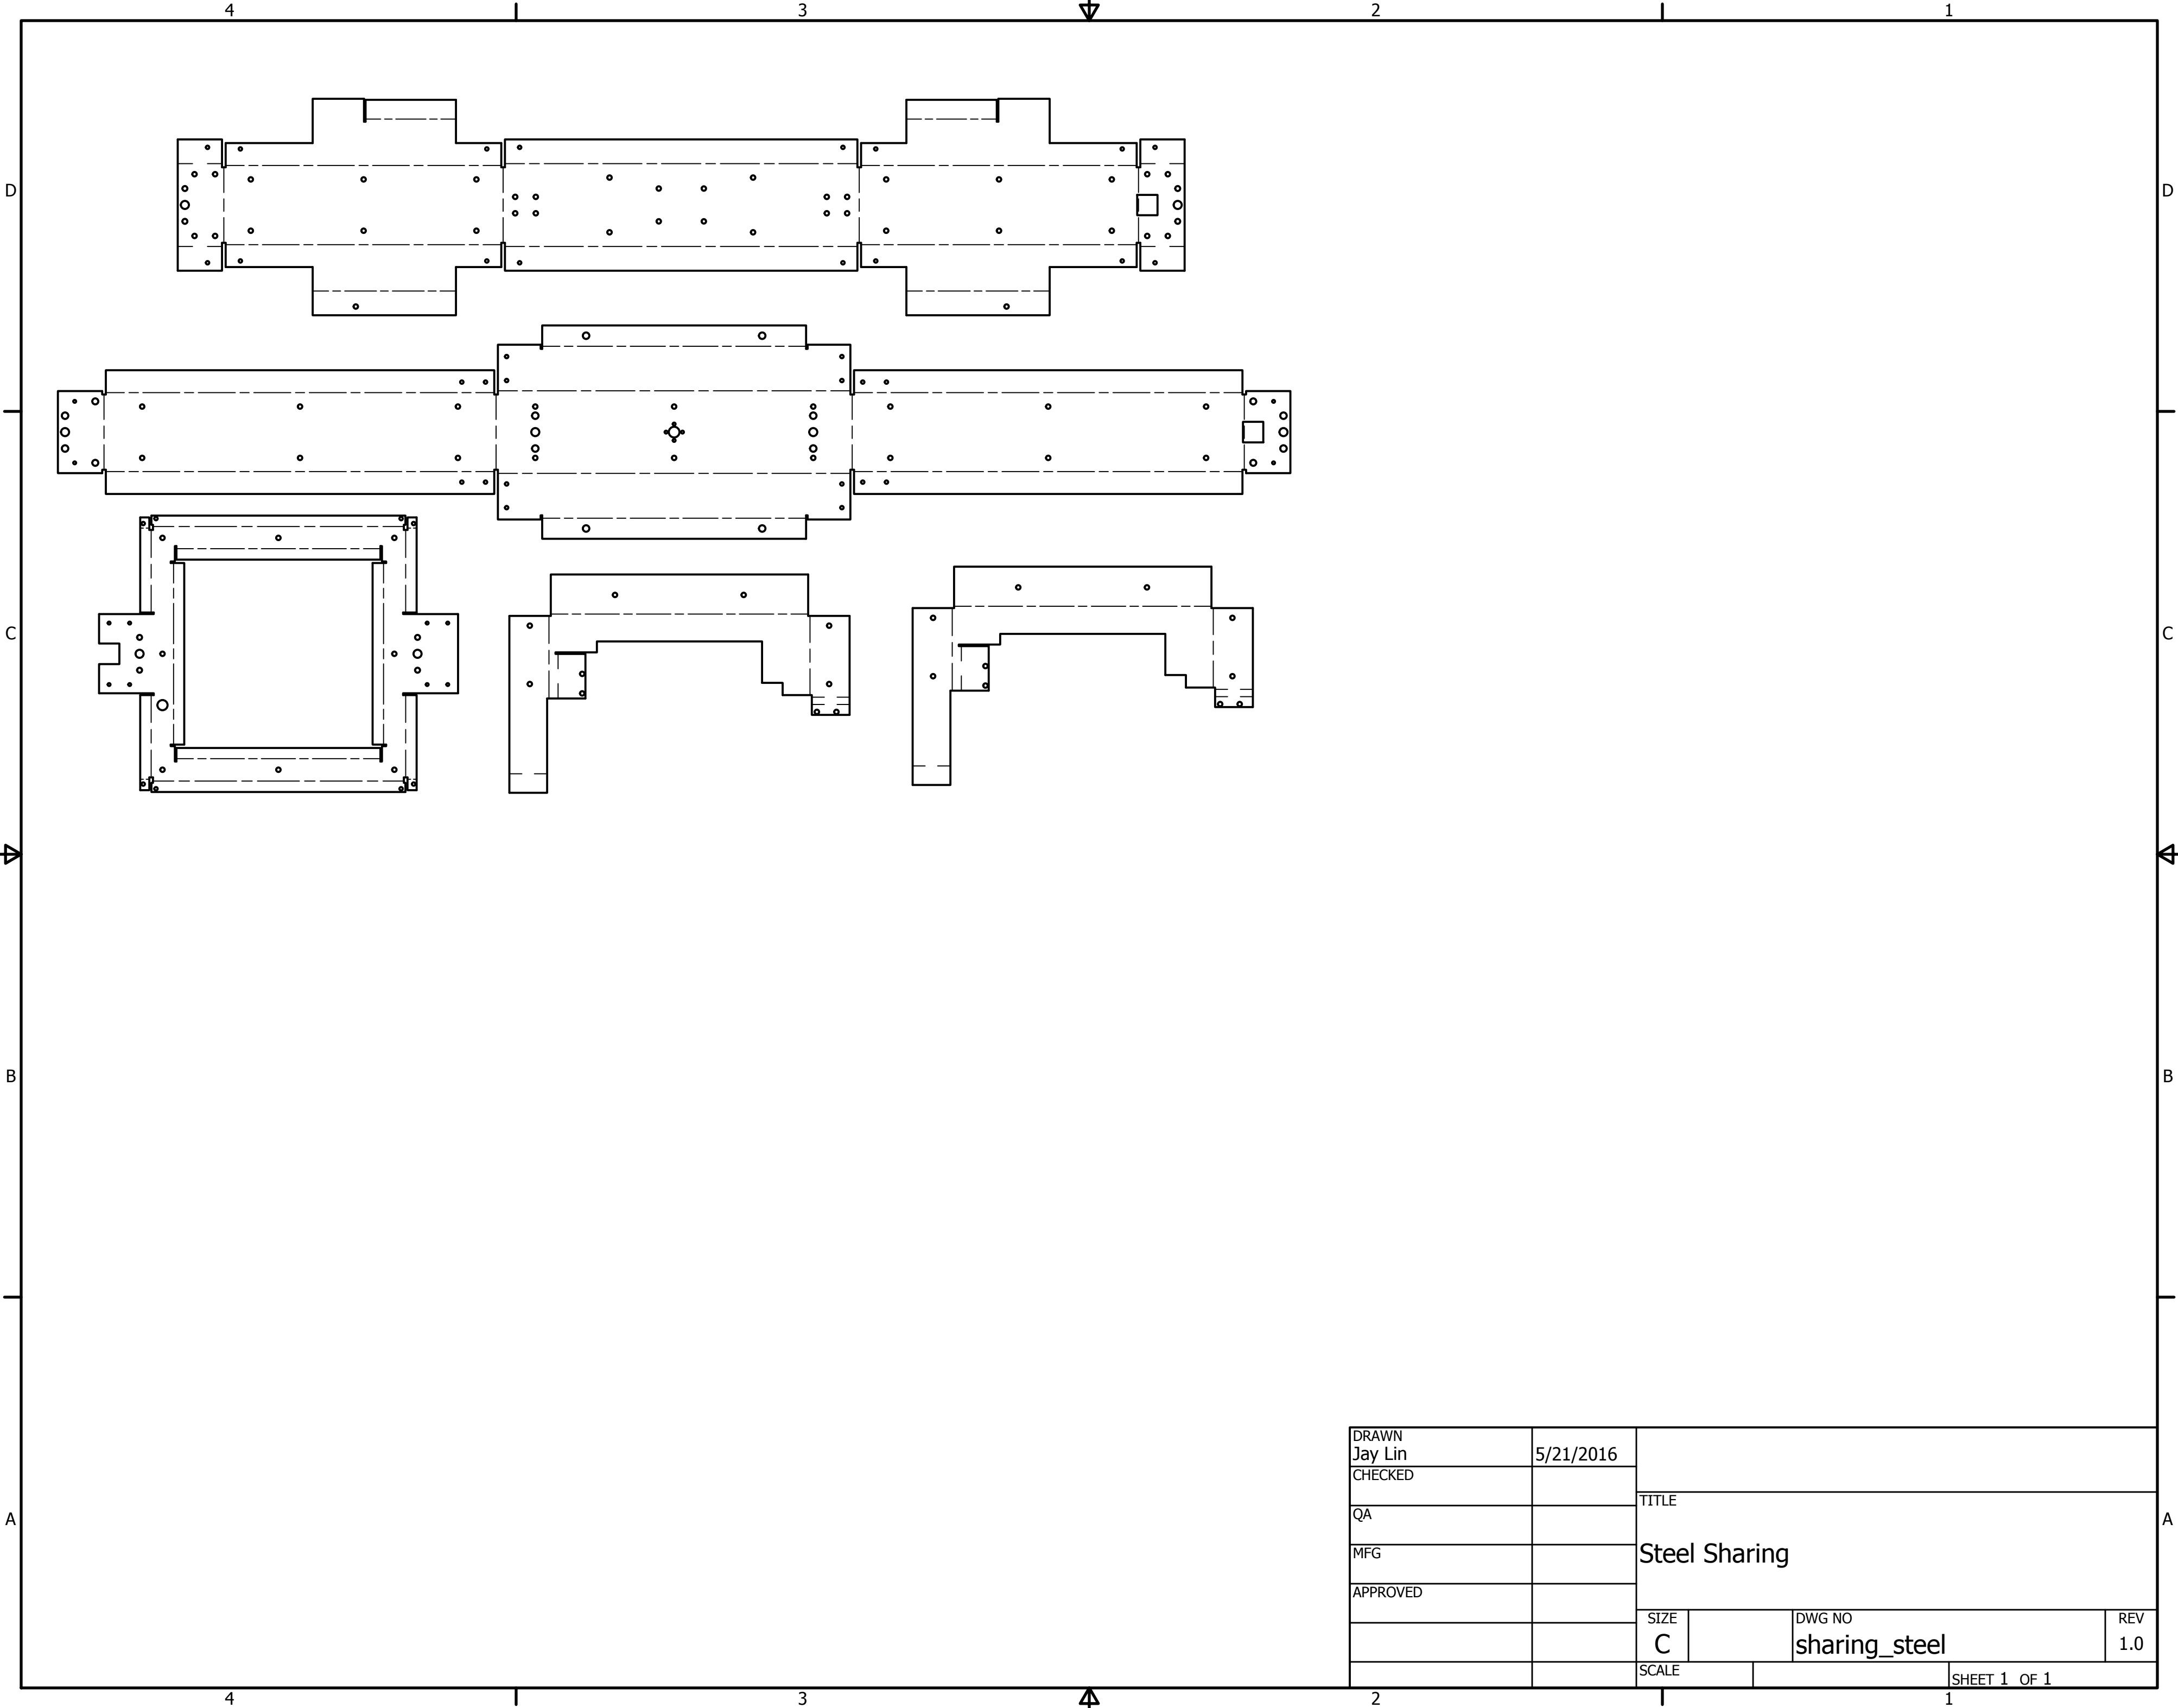 4 3 2 1
D D
C C
B B
A A
DRAWN
Jay Lin 5/21/2016
CHECKED
QA
MFG
APPROVED
TITLE
Steel Sharing
SIZE
C
DWG NO
sharing_steel
REV
1.0
SCALE
SHEET 1 OF 1
4 3 2 1